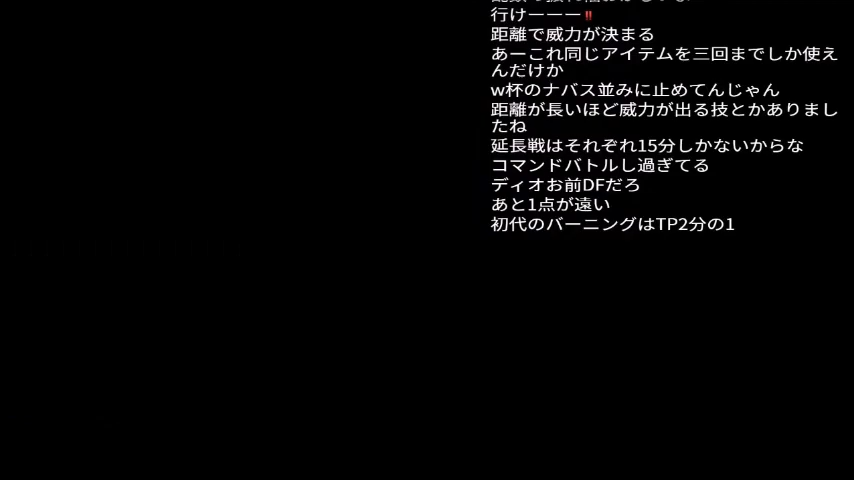 行けーーー‼
距離で威力が決まる
あーこれ同じアイテムを三回までしか使え
んだけか
w杯のナバス並みに止めてんじゃん
距離が長いほど威力が出る技とかありまし
たね
延長戦はそれぞれ15分しかないからな
コマンドバトルし過ぎてる
ディオお前DFだろ
あと1点が遠い
初代のバーニングはTP2分の1